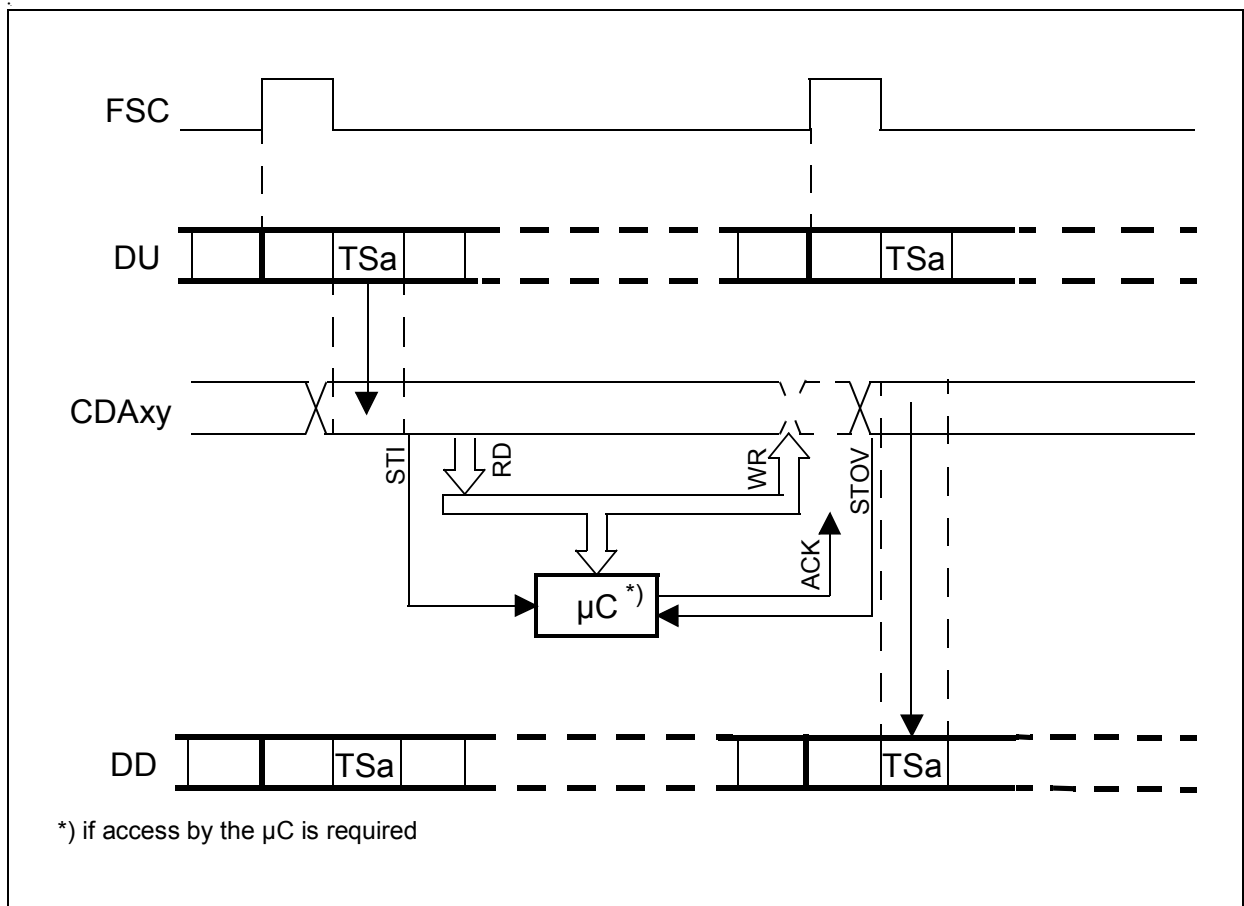 FSC
DU
TSa
TSa
CDAxy
STI
RD
WR
STOV
ACK
µC *)
DD
TSa
TSa
*) if access by the µC is required